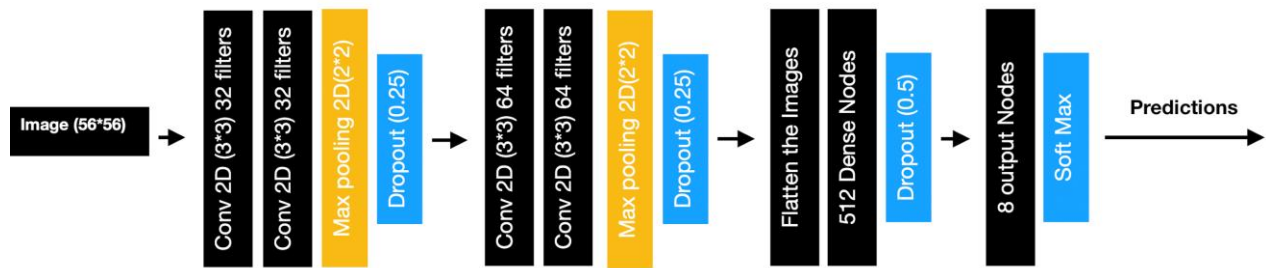 Image (56*56)
Conv 2D (3*3) 32 filters
Conv 2D (3*3) 32 filters
Max pooling 2D(2*2)
Dropout (0.25)
Conv 2D (3*3) 64 filters
Conv 2D (3*3) 64 filters
Max pooling 2D(2*2)
Dropout (0.25)
Flatten the Images
512 Dense Nodes
Dropout (0.5)
8 output Nodes
Soft Max
Predictions